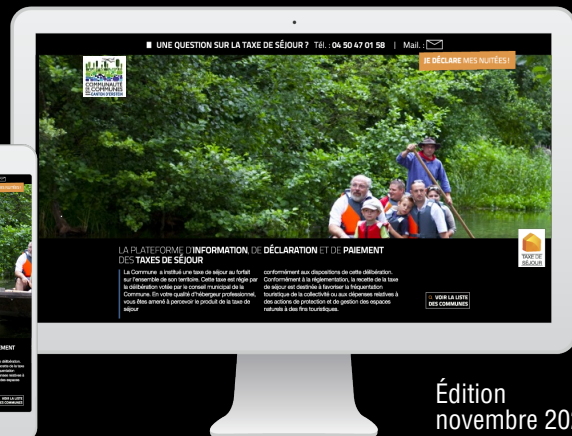 UNE QUESTION SUR LA TAXE DE SÉJOUR ? Tél. : 04 50 47 01 58 | Mail. :
JE DÉCLARE MES NUITÉES !
COMMUNAUTÉ
DE COMMUNES
CANTON D'ERSTEIN
LA PLATEFORME D'INFORMATION, DE DÉCLARATION ET DE PAIEMENT
DES TAXES DE SÉJOUR
La Commune a institué une taxe de séjour au forfait
sur l'ensemble de son territoire. Cette taxe est régie par
la délibération votée par le conseil municipal de la
Commune. En votre qualité d'hébergeur professionnel,
vous êtes amené à percevoir le produit de la taxe de
séjour
conformément aux dispositions de cette délibération.
Conformément à la réglementation, la recette de la taxe
de séjour est destinée à favoriser la fréquentation
touristique de la collectivité ou aux dépenses relatives à
des actions de protection et de gestion des espaces
naturels à des fins touristiques.
TAXE DE
SÉJOUR
VOIR LA LISTE
DES COMMUNES
Édition
novembre 202